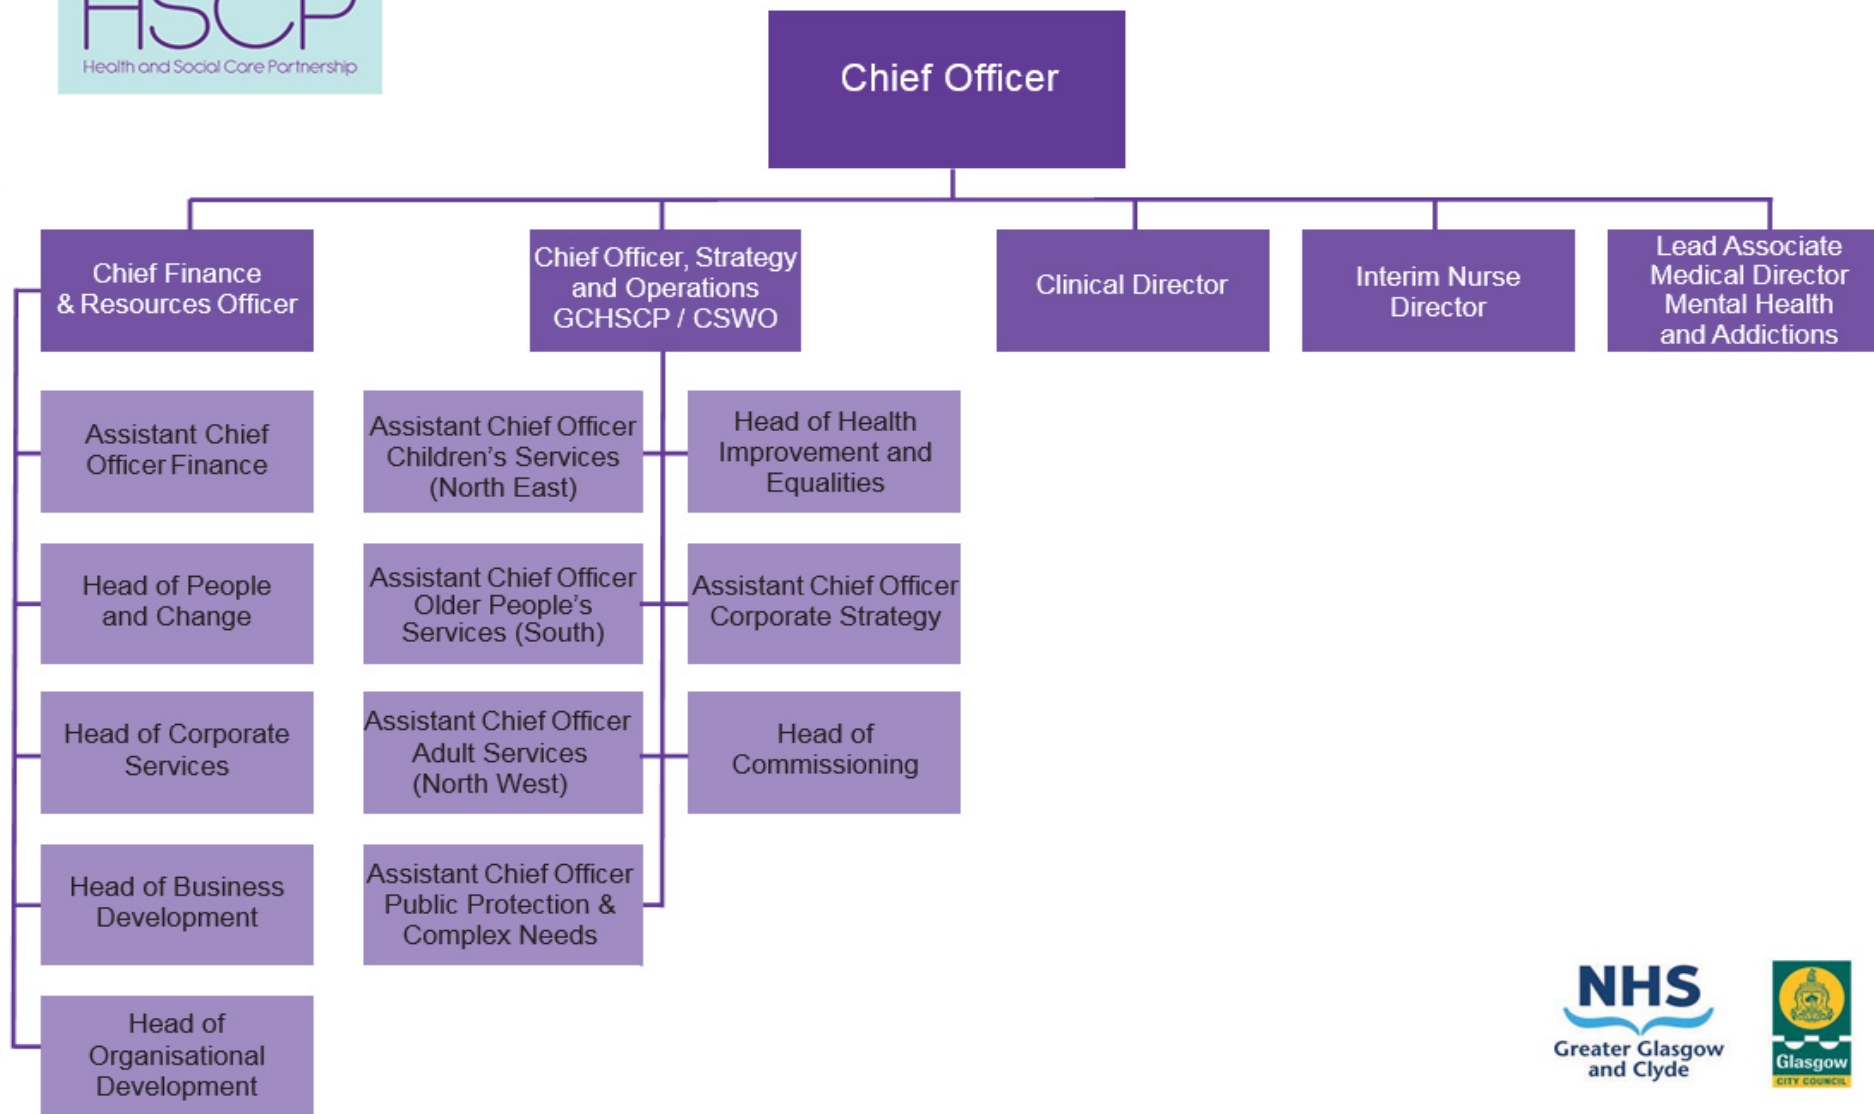 HSCP
Health and Social Care Partnership
Chief Officer
Chief Finance
& Resources Officer
Chief Officer, Strategy
and Operations
GCHSCP / CSWO
Clinical Director
Interim Nurse
Director
Lead Associate
Medical Director
Mental Health
and Addictions
Assistant Chief
Officer Finance
Assistant Chief Officer
Children’s Services
(North East)
Head of Health
Improvement and
Equalities
Head of People
and Change
Assistant Chief Officer
Older People’s
Services (South)
Assistant Chief Officer
Corporate Strategy
Head of Corporate
Services
Assistant Chief Officer
Adult Services
(North West)
Head of
Commissioning
Head of Business
Development
Assistant Chief Officer
Public Protection &
Complex Needs
Head of
Organisational
Development
NHS
Greater Glasgow
and Clyde
Glasgow
CITY COUNCIL